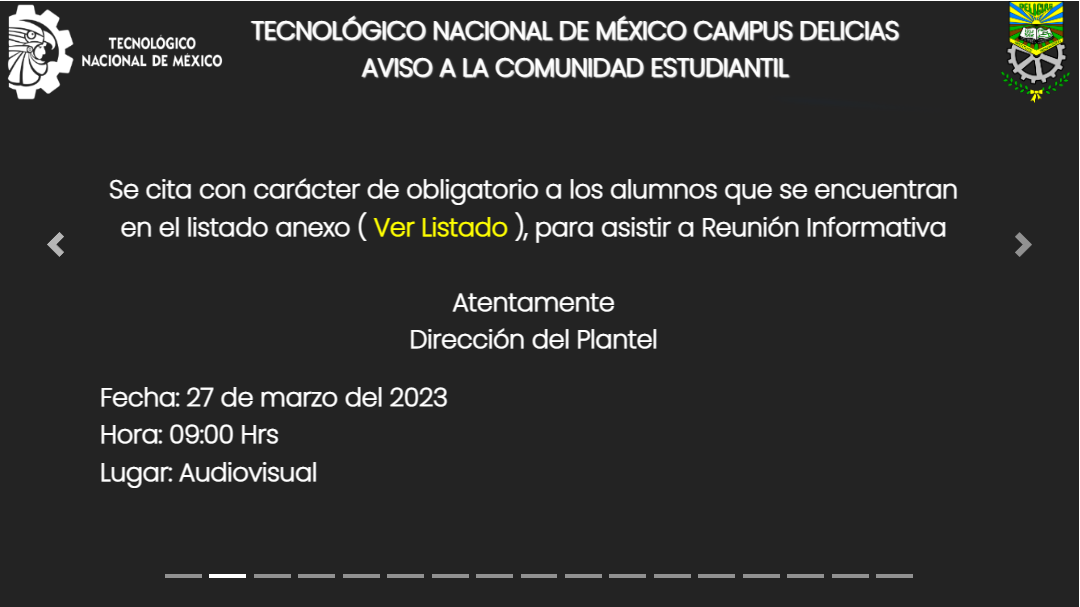 TECNOLÓGICO
NACIONAL DE MÉXICO
TECNOLÓGICO NACIONAL DE MÉXICO CAMPUS DELICIAS
AVISO A LA COMUNIDAD ESTUDIANTIL
DELICIAS
Se cita con carácter de obligatorio a los alumnos que se encuentran
en el listado anexo ( Ver Listado ), para asistir a Reunión Informativa
Atentamente
Dirección del Plantel
Fecha: 27 de marzo del 2023
Hora: 09:00 Hrs
Lugar: Audiovisual